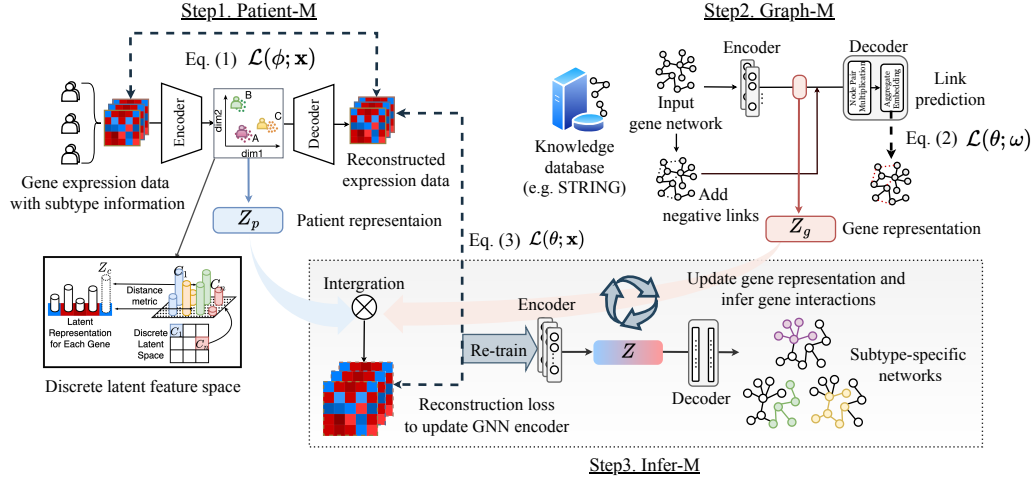 Step1. Patient-M
Eq. (1) ℒ(ϕ; x)
Encoder
dim2
dim1
B
C
A
Decoder
Gene expression data
with subtype information
Reconstructed
expression data
Z_p
Patient representaion
Z_c
C_1
C_n
Distance
metric
Latent
Representation
for Each Gene
Discrete
Latent
Space
C_1
C_n
Discrete latent feature space
Step2. Graph-M
Knowledge
database
(e.g. STRING)
Input
gene network
Add
negative links
Encoder
Decoder
Node Pair
Multiplication
Aggregate
Embedding
Link
prediction
Eq. (2) ℒ(θ; ω)
Z_g
Gene representation
Eq. (3) ℒ(θ; x)
Intergration
Reconstruction loss
to update GNN encoder
Re-train
Encoder
Update gene representation and
infer gene interactions
Z
Decoder
Subtype-specific
networks
Step3. Infer-M